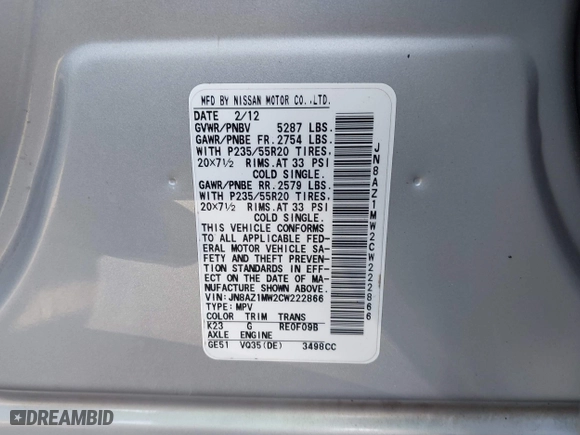 MFD BY NISSAN MOTOR CO.,LTD.
DATE 2/12
GVWR/PNBV 5287 LBS.
GAWR/PNBE FR. 2754 LBS.
WITH P235/55R20 TIRES,
20×7½ RIMS.AT 33 PSI
COLD SINGLE.
GAWR/PNBE RR. 2579 LBS.
WITH P235/55R20 TIRES,
20×7½ RIMS.AT 33 PSI
COLD SINGLE.
THIS VEHICLE CONFORMS
TO ALL APPLICABLE FED-
ERAL MOTOR VEHICLE SA-
FETY AND THEFT PREVEN-
TION STANDARDS IN EFF-
ECT ON THE DATE OF MA-
NUFACTURE SHOWN ABOVE.
VIN: JN8AZ1MW2CW222866
TYPE: MPV
COLOR TRIM TRANS
K23 G RE0F09B
AXLE ENGINE
GE51 VQ35(DE) 3498CC
JN8AZ1MW2CW222866
DREAMBID